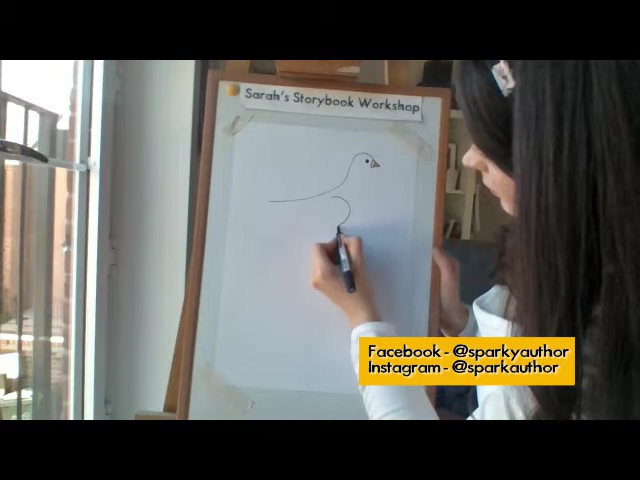 Sarah's Storybook Workshop
Facebook - @sparkyauthor
Instagram - @sparkauthor